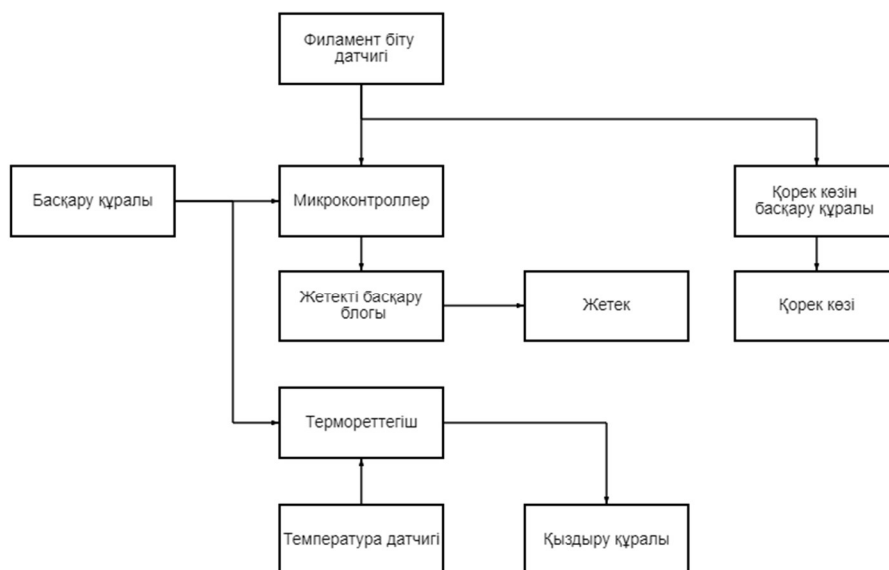 Филамент біту
датчигі
Басқару құралы
Микроконтроллер
Қорек көзін
басқару құралы
Жетекті басқару
блогы
Жетек
Қорек көзі
Термореттегіш
Температура датчигі
Қыздыру құралы